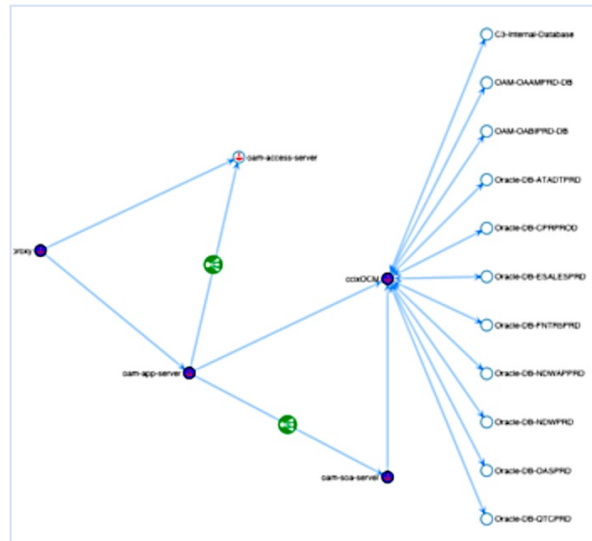 C3-Internal-Database
OAM-OAAMPRD-DB
OAM-OABIPRD-DB
oam-access-server
Oracle-DB-ATADTPRD
Oracle-DB-CPRPROD
proxy
ccixOCM
Oracle-DB-ESALESPRD
Oracle-DB-FNTRSPRD
oam-app-server
Oracle-DB-NDWAPPRD
Oracle-DB-NDWPRD
oam-soa-server
Oracle-DB-OASPRD
Oracle-DB-QTCPRD